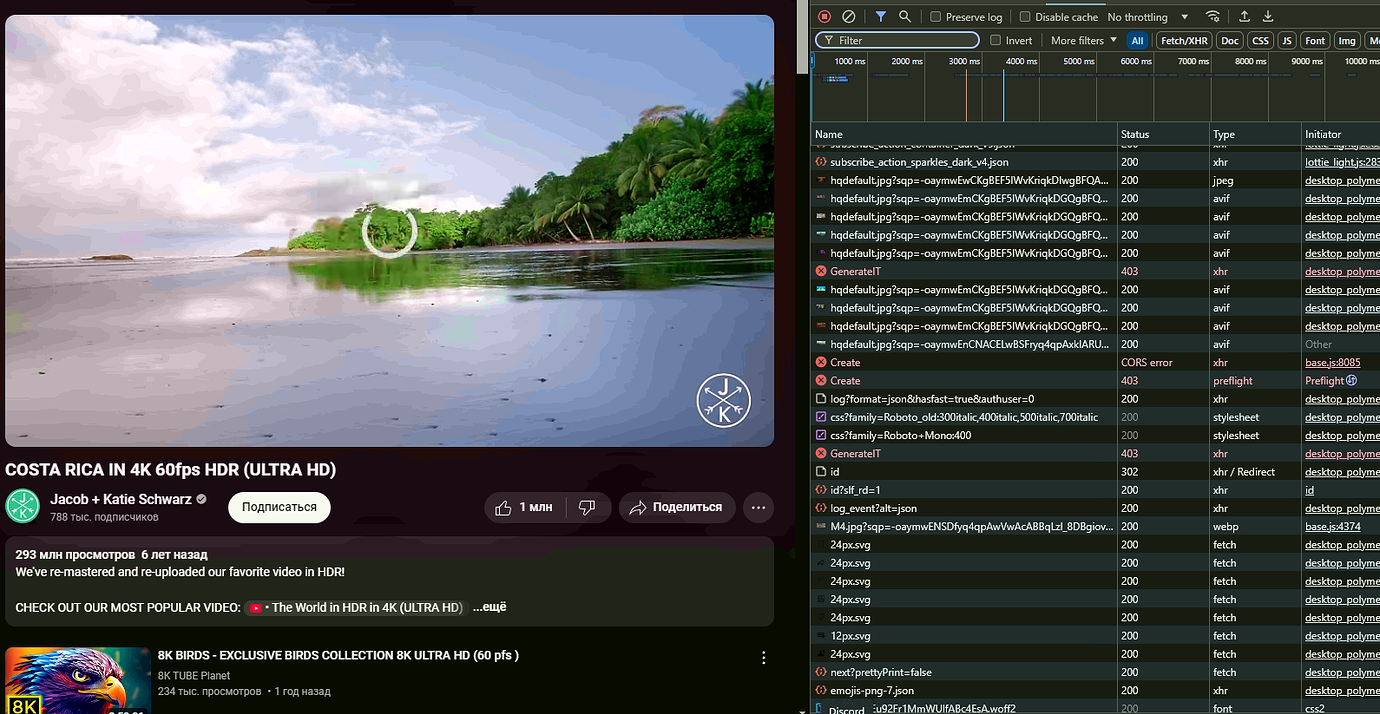 Preserve log
Disable cache
No throttling
Filter
Invert
More filters
All
Fetch/XHR
Doc
CSS
JS
Font
Img
1000 ms
2000 ms
3000 ms
4000 ms
5000 ms
6000 ms
7000 ms
8000 ms
9000 ms
10000 ms
Name Status Type Initiator
subscribe_action_sparkles_dark_v4.json 200 xhr lottie_light.js:283
hqdefault.jpg?sqp=-oaymwEwCKgBEF5IWvKriqkDIwgBFQA... 200 jpeg desktop_polyme
hqdefault.jpg?sqp=-oaymwEmCKgBEF5IWvKriqkDGQgBFQ... 200 avif desktop_polyme
hqdefault.jpg?sqp=-oaymwEmCKgBEF5IWvKriqkDGQgBFQ... 200 avif desktop_polyme
hqdefault.jpg?sqp=-oaymwEmCKgBEF5IWvKriqkDGQgBFQ... 200 avif desktop_polyme
hqdefault.jpg?sqp=-oaymwEmCKgBEF5IWvKriqkDGQgBFQ... 200 avif desktop_polyme
GenerateIT 403 xhr desktop_polyme
hqdefault.jpg?sqp=-oaymwEmCKgBEF5IWvKriqkDGQgBFQ... 200 avif desktop_polyme
hqdefault.jpg?sqp=-oaymwEmCKgBEF5IWvKriqkDGQgBFQ... 200 avif desktop_polyme
hqdefault.jpg?sqp=-oaymwEmCKgBEF5IWvKriqkDGQgBFQ... 200 avif desktop_polyme
hqdefault.jpg?sqp=-oaymwEnCNACELwBSFryq4qpAxkIARU... 200 avif Other
Create CORS error xhr base.js:8085
Create 403 preflight Preflight
log?format=json&hasfast=true&authuser=0 200 xhr desktop_polyme
css?family=Roboto_old:300italic,400italic,500italic,700italic 200 stylesheet desktop_polyme
css?family=Roboto+Mono:400 200 stylesheet desktop_polyme
GenerateIT 403 xhr desktop_polyme
id 302 xhr / Redirect desktop_polyme
id?slf_rd=1 200 xhr id
log_event?alt=json 200 xhr desktop_polyme
M4.jpg?sqp=-oaymwENSDfyq4qpAwVwAcABBqLzl_8DBgiov... 200 webp base.js:4374
24px.svg 200 fetch desktop_polyme
24px.svg 200 fetch desktop_polyme
24px.svg 200 fetch desktop_polyme
24px.svg 200 fetch desktop_polyme
24px.svg 200 fetch desktop_polyme
12px.svg 200 fetch desktop_polyme
24px.svg 200 fetch desktop_polyme
next?prettyPrint=false 200 fetch desktop_polyme
emojis-png-7.json 200 xhr desktop_polyme
Discord :u92Fr1MmWUlfABc4EsA.woff2 200 font css2
J
K
COSTA RICA IN 4K 60fps HDR (ULTRA HD)
Jacob + Katie Schwarz
788 тыс. подписчиков
Подписаться
1 млн
Поделиться
293 млн просмотров 6 лет назад
We've re-mastered and re-uploaded our favorite video in HDR!
CHECK OUT OUR MOST POPULAR VIDEO: • The World in HDR in 4K (ULTRA HD) ...ещё
8K BIRDS - EXCLUSIVE BIRDS COLLECTION 8K ULTRA HD (60 pfs )
8K TUBE Planet
234 тыс. просмотров • 1 год назад
8K